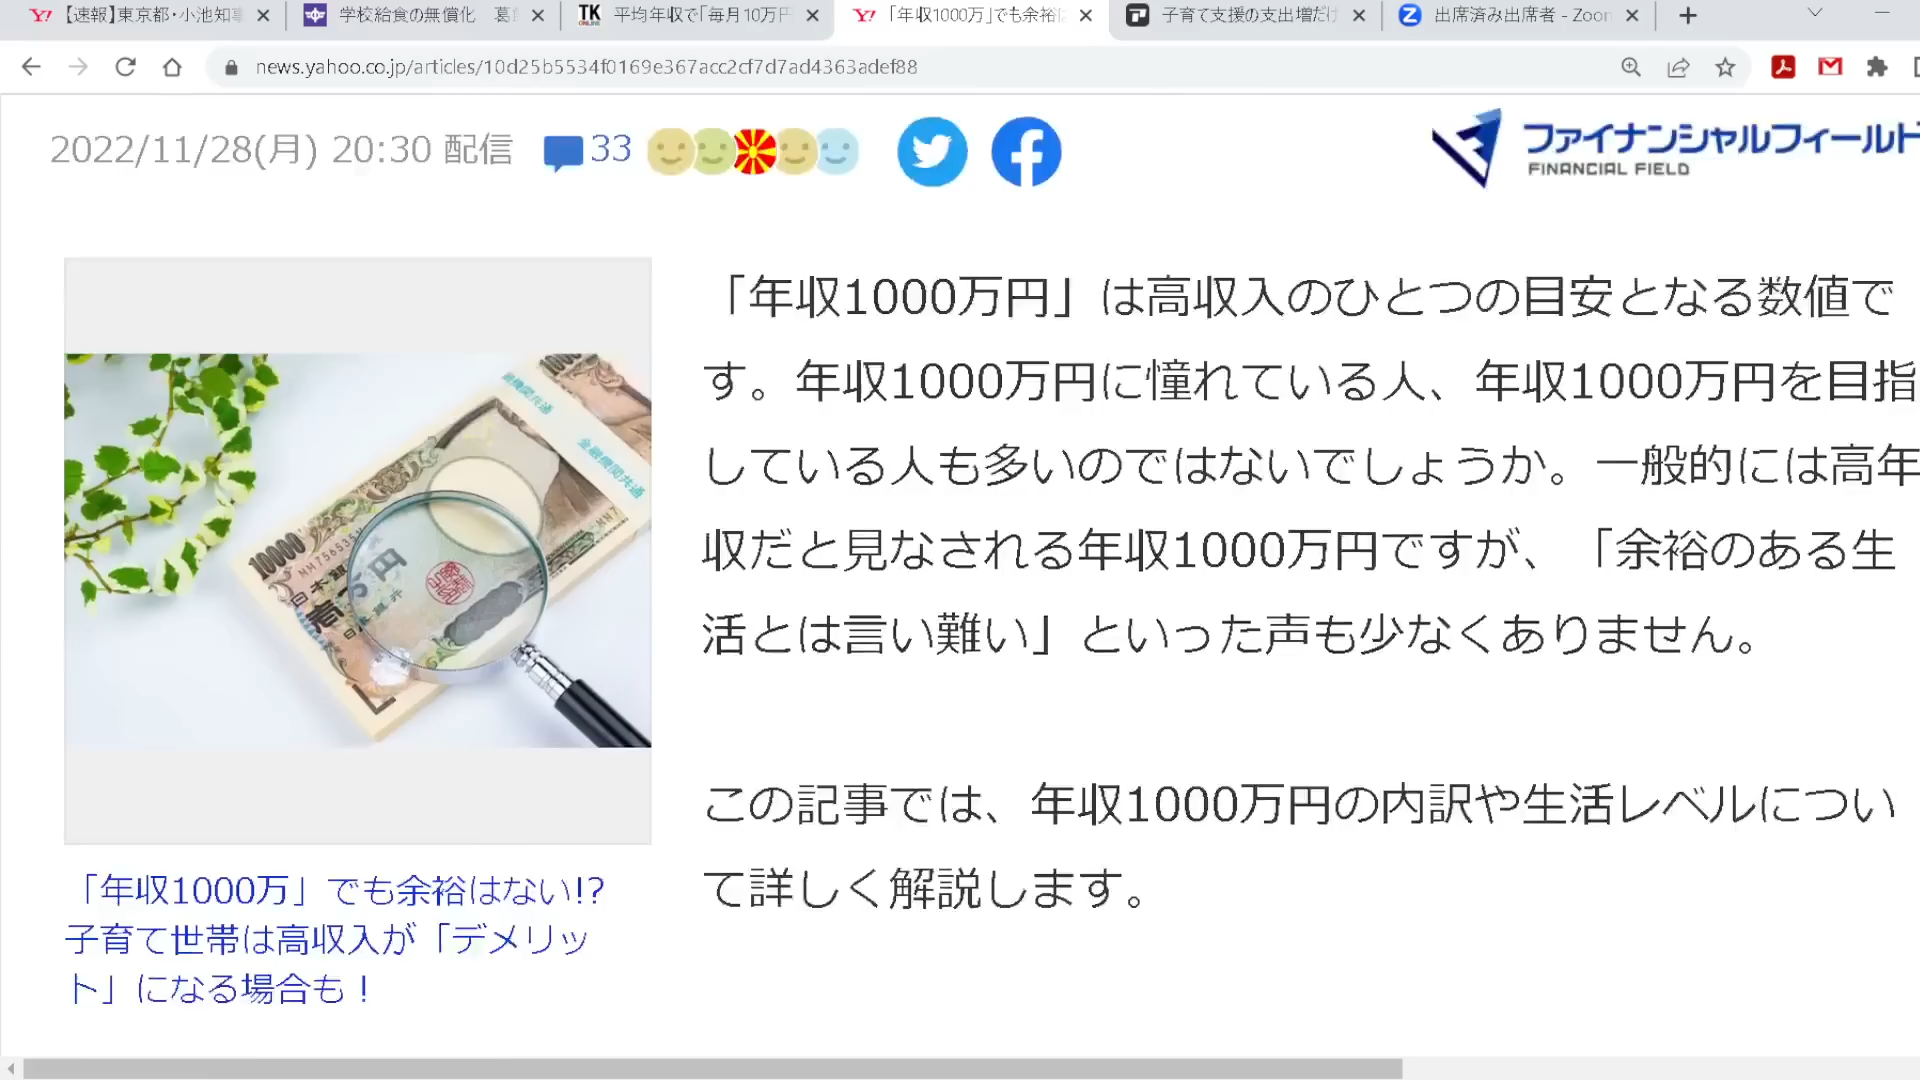 【速報】東京都・小池知事
学校給食の無償化 葛
平均年収で「毎月10万円
「年収1000万」でも余裕は
子育て支援の支出増だけ
出席済み出席者 - Zoom
news.yahoo.co.jp/articles/10d25b5534f0169e367acc2cf7d7ad4363adef88
2022/11/28(月) 20:30 配信
33
ファイナンシャルフィールド
FINANCIAL FIELD
「年収1000万円」は高収入のひとつの目安となる数値で
す。年収1000万円に憧れている人、年収1000万円を目指
している人も多いのではないでしょうか。一般的には高年
収だと見なされる年収1000万円ですが、「余裕のある生
活とは言い難い」といった声も少なくありません。
この記事では、年収1000万円の内訳や生活レベルについ
て詳しく解説します。
10000
金融機関共通
「年収1000万」でも余裕はない!?
子育て世帯は高収入が「デメリッ
ト」になる場合も！